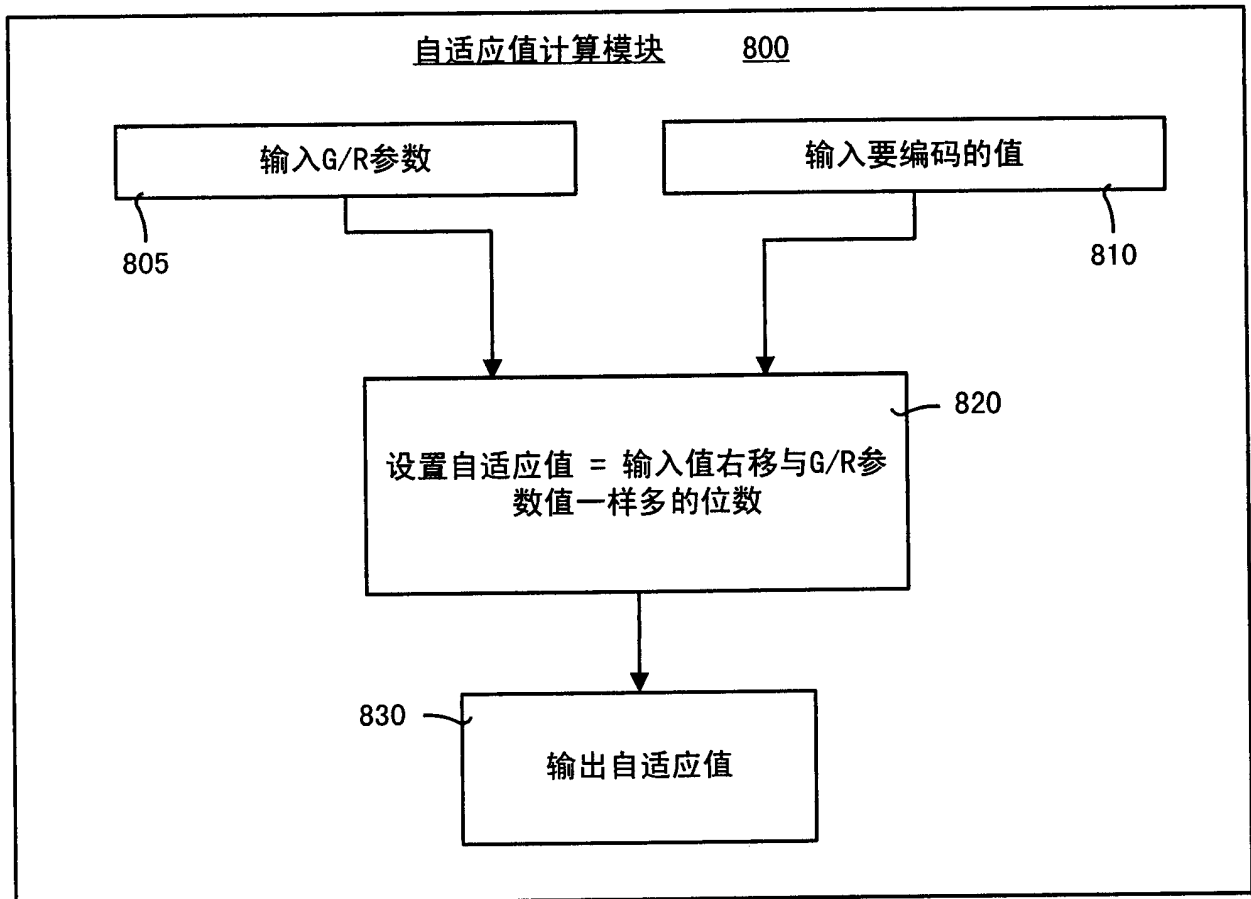 自适应值计算模块 800
输入G/R参数
输入要编码的值
805
810
820
设置自适应值 = 输入值右移与G/R参
数值一样多的位数
830
输出自适应值